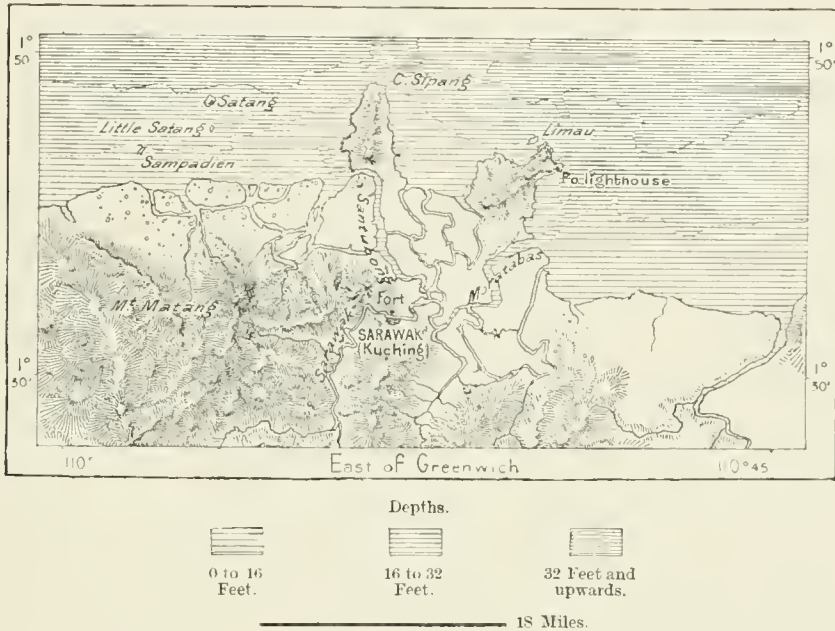 1° 1°
50' 50'
C. Sipang
Satang
Little Satang
Limau
Sampadien
Po lighthouse
Santubong
Moratabas
Mt Matang
Fort
SARAWAK
(Kuching)
Sarawak R.
1° 1°
30' 30'
110° East of Greenwich 110°45
Depths.
0 to 16 16 to 32 32 Feet and
Feet. Feet. upwards.
18 Miles.